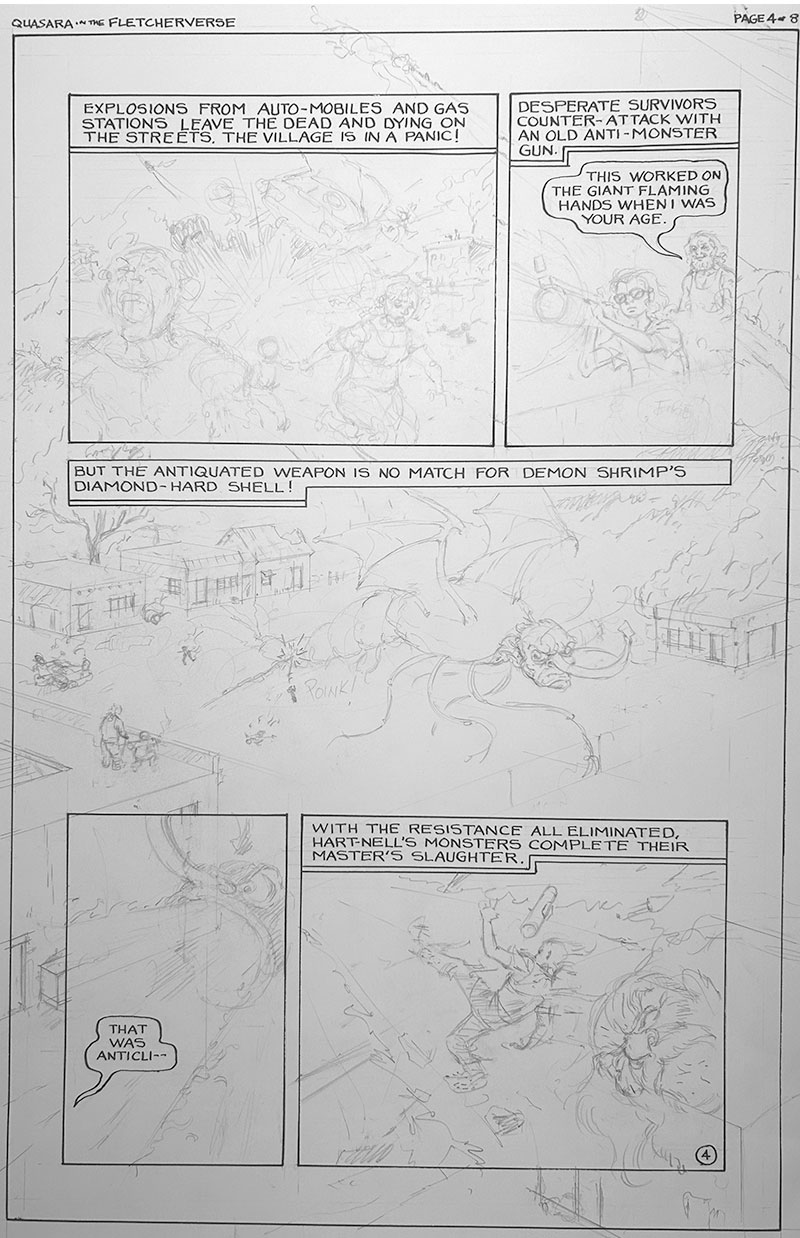 QUASARA IN THE FLETCHERVERSE
PAGE 4 OF 8
EXPLOSIONS FROM AUTO-MOBILES AND GAS
STATIONS LEAVE THE DEAD AND DYING ON
THE STREETS. THE VILLAGE IS IN A PANIC!
DESPERATE SURVIVORS
COUNTER-ATTACK WITH
AN OLD ANTI-MONSTER
GUN.
THIS WORKED ON
THE GIANT FLAMING
HANDS WHEN I WAS
YOUR AGE.
BUT THE ANTIQUATED WEAPON IS NO MATCH FOR DEMON SHRIMP'S
DIAMOND-HARD SHELL!
POINK!
THAT
WAS
ANTICLI--
WITH THE RESISTANCE ALL ELIMINATED,
HART-NELL'S MONSTERS COMPLETE THEIR
MASTER'S SLAUGHTER.
4